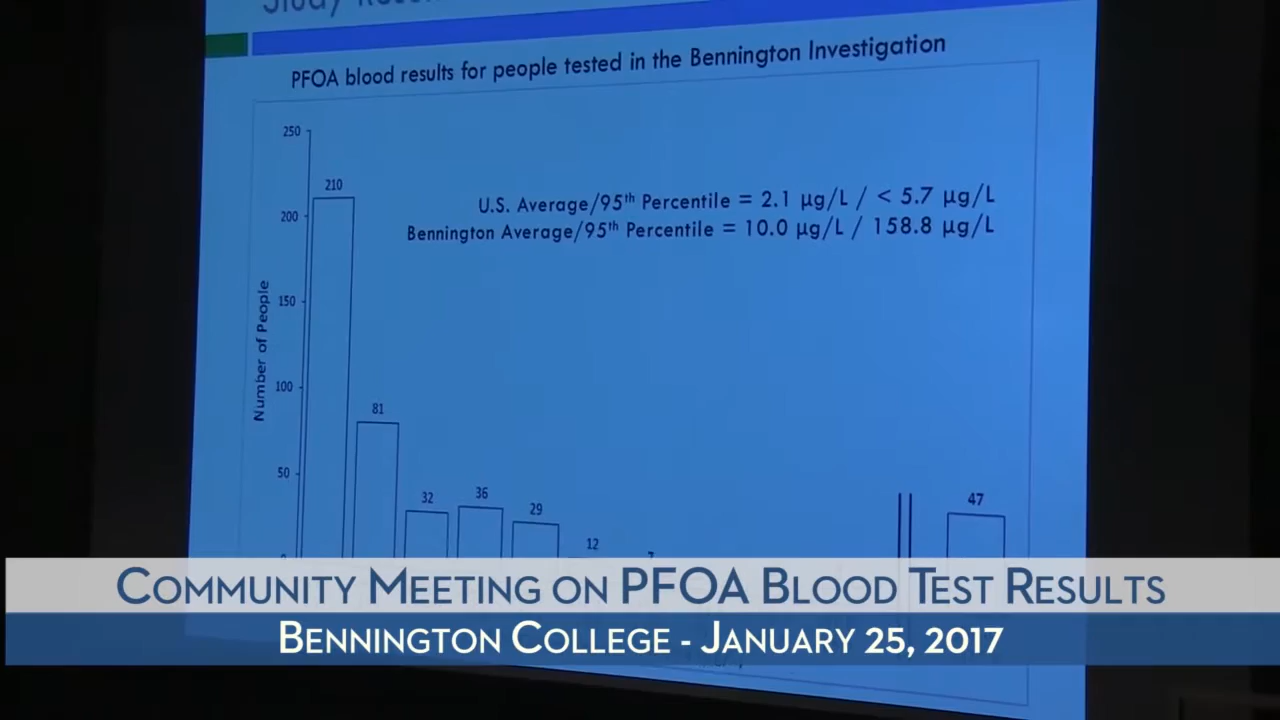 Study
PFOA blood results for people tested in the Bennington Investigation
250
210
U.S. Average/95th Percentile = 2.1 µg/L / < 5.7 µg/L
200
Bennington Average/95th Percentile = 10.0 µg/L / 158.8 µg/L
Number of People
150
100
81
50
32
36
29
12
7
47
COMMUNITY MEETING ON PFOA BLOOD TEST RESULTS
BENNINGTON COLLEGE - JANUARY 25, 2017